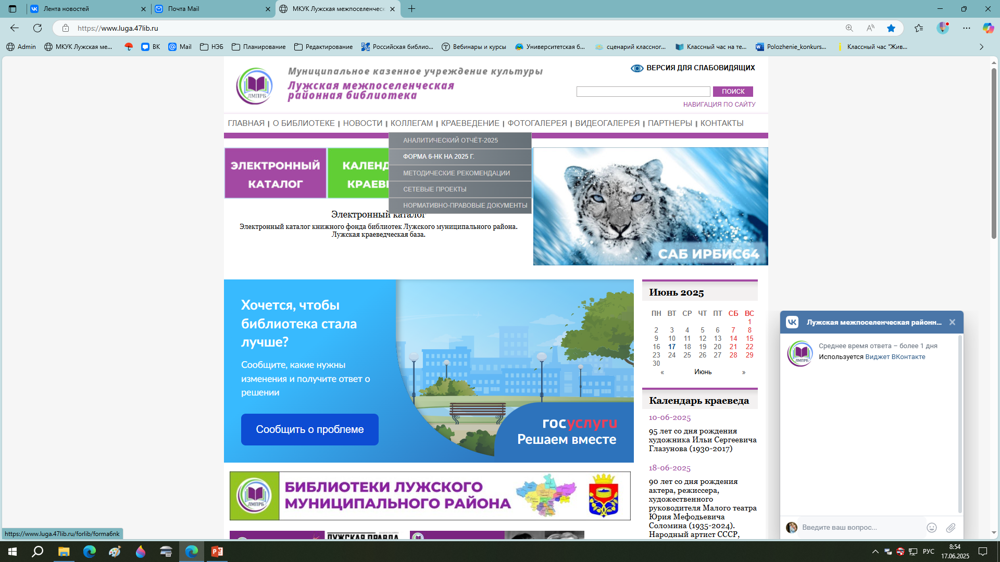 Лента новостей
Почта Mail
МКУК Лужская межпоселенческ
https://www.luga.47lib.ru
Admin
МКУК Лужская ме...
ВК
Mail
НЭБ
Планирование
Редактирование
Российская библио...
Вебинары и курсы
Университетская б...
сценарий классног...
Классный час на те...
Polozhenie_konkurs...
Классный час "Жив...
ЛМПРБ
Муниципальное казенное учреждение культуры
Лужская межпоселенческая
районная библиотека
ВЕРСИЯ ДЛЯ СЛАБОВИДЯЩИХ
ПОИСК
НАВИГАЦИЯ ПО САЙТУ
ГЛАВНАЯ | О БИБЛИОТЕКЕ | НОВОСТИ | КОЛЛЕГАМ | КРАЕВЕДЕНИЕ | ФОТОГАЛЕРЕЯ | ВИДЕОГАЛЕРЕЯ | ПАРТНЕРЫ | КОНТАКТЫ
АНАЛИТИЧЕСКИЙ ОТЧЁТ-2025
ФОРМА 6-НК НА 2025 Г.
МЕТОДИЧЕСКИЕ РЕКОМЕНДАЦИИ
СЕТЕВЫЕ ПРОЕКТЫ
НОРМАТИВНО-ПРАВОВЫЕ ДОКУМЕНТЫ
ЭЛЕКТРОННЫЙ
КАТАЛОГ
КАЛЕНД
КРАЕВ
Электронный каталог
Электронный каталог книжного фонда библиотек Лужского муниципального района.
Лужская краеведческая база.
САБ ИРБИС64
Хочется, чтобы
библиотека стала
лучше?
Сообщите, какие нужны
изменения и получите ответ о
решении
Сообщить о проблеме
госуслуги
Решаем вместе
Июнь 2025
ПН ВТ СР ЧТ ПТ СБ ВС
1
2 3 4 5 6 7 8
9 10 11 12 13 14 15
16 17 18 19 20 21 22
23 24 25 26 27 28 29
30
« Июнь »
Календарь краеведа
10-06-2025
95 лет со дня рождения
художника Ильи Сергеевича
Глазунова (1930-2017)
18-06-2025
90 лет со дня рождения
актера, режиссера,
художественного
руководителя Малого театра
Юрия Мефодьевича
Соломина (1935-2024).
Народный артист СССР,
ЛМПРБ
БИБЛИОТЕКИ ЛУЖСКОГО
МУНИЦИПАЛЬНОГО РАЙОНА
ЛУЖСКАЯ ПРАВДА
Лужская межпоселенческая районн...
ЛМПРБ
Среднее время ответа – более 1 дня
Используется Виджет ВКонтакте
Введите ваш вопрос...
https://www.luga.47lib.ru/forlib/forma6nk
РУС
8:54
17.06.2025